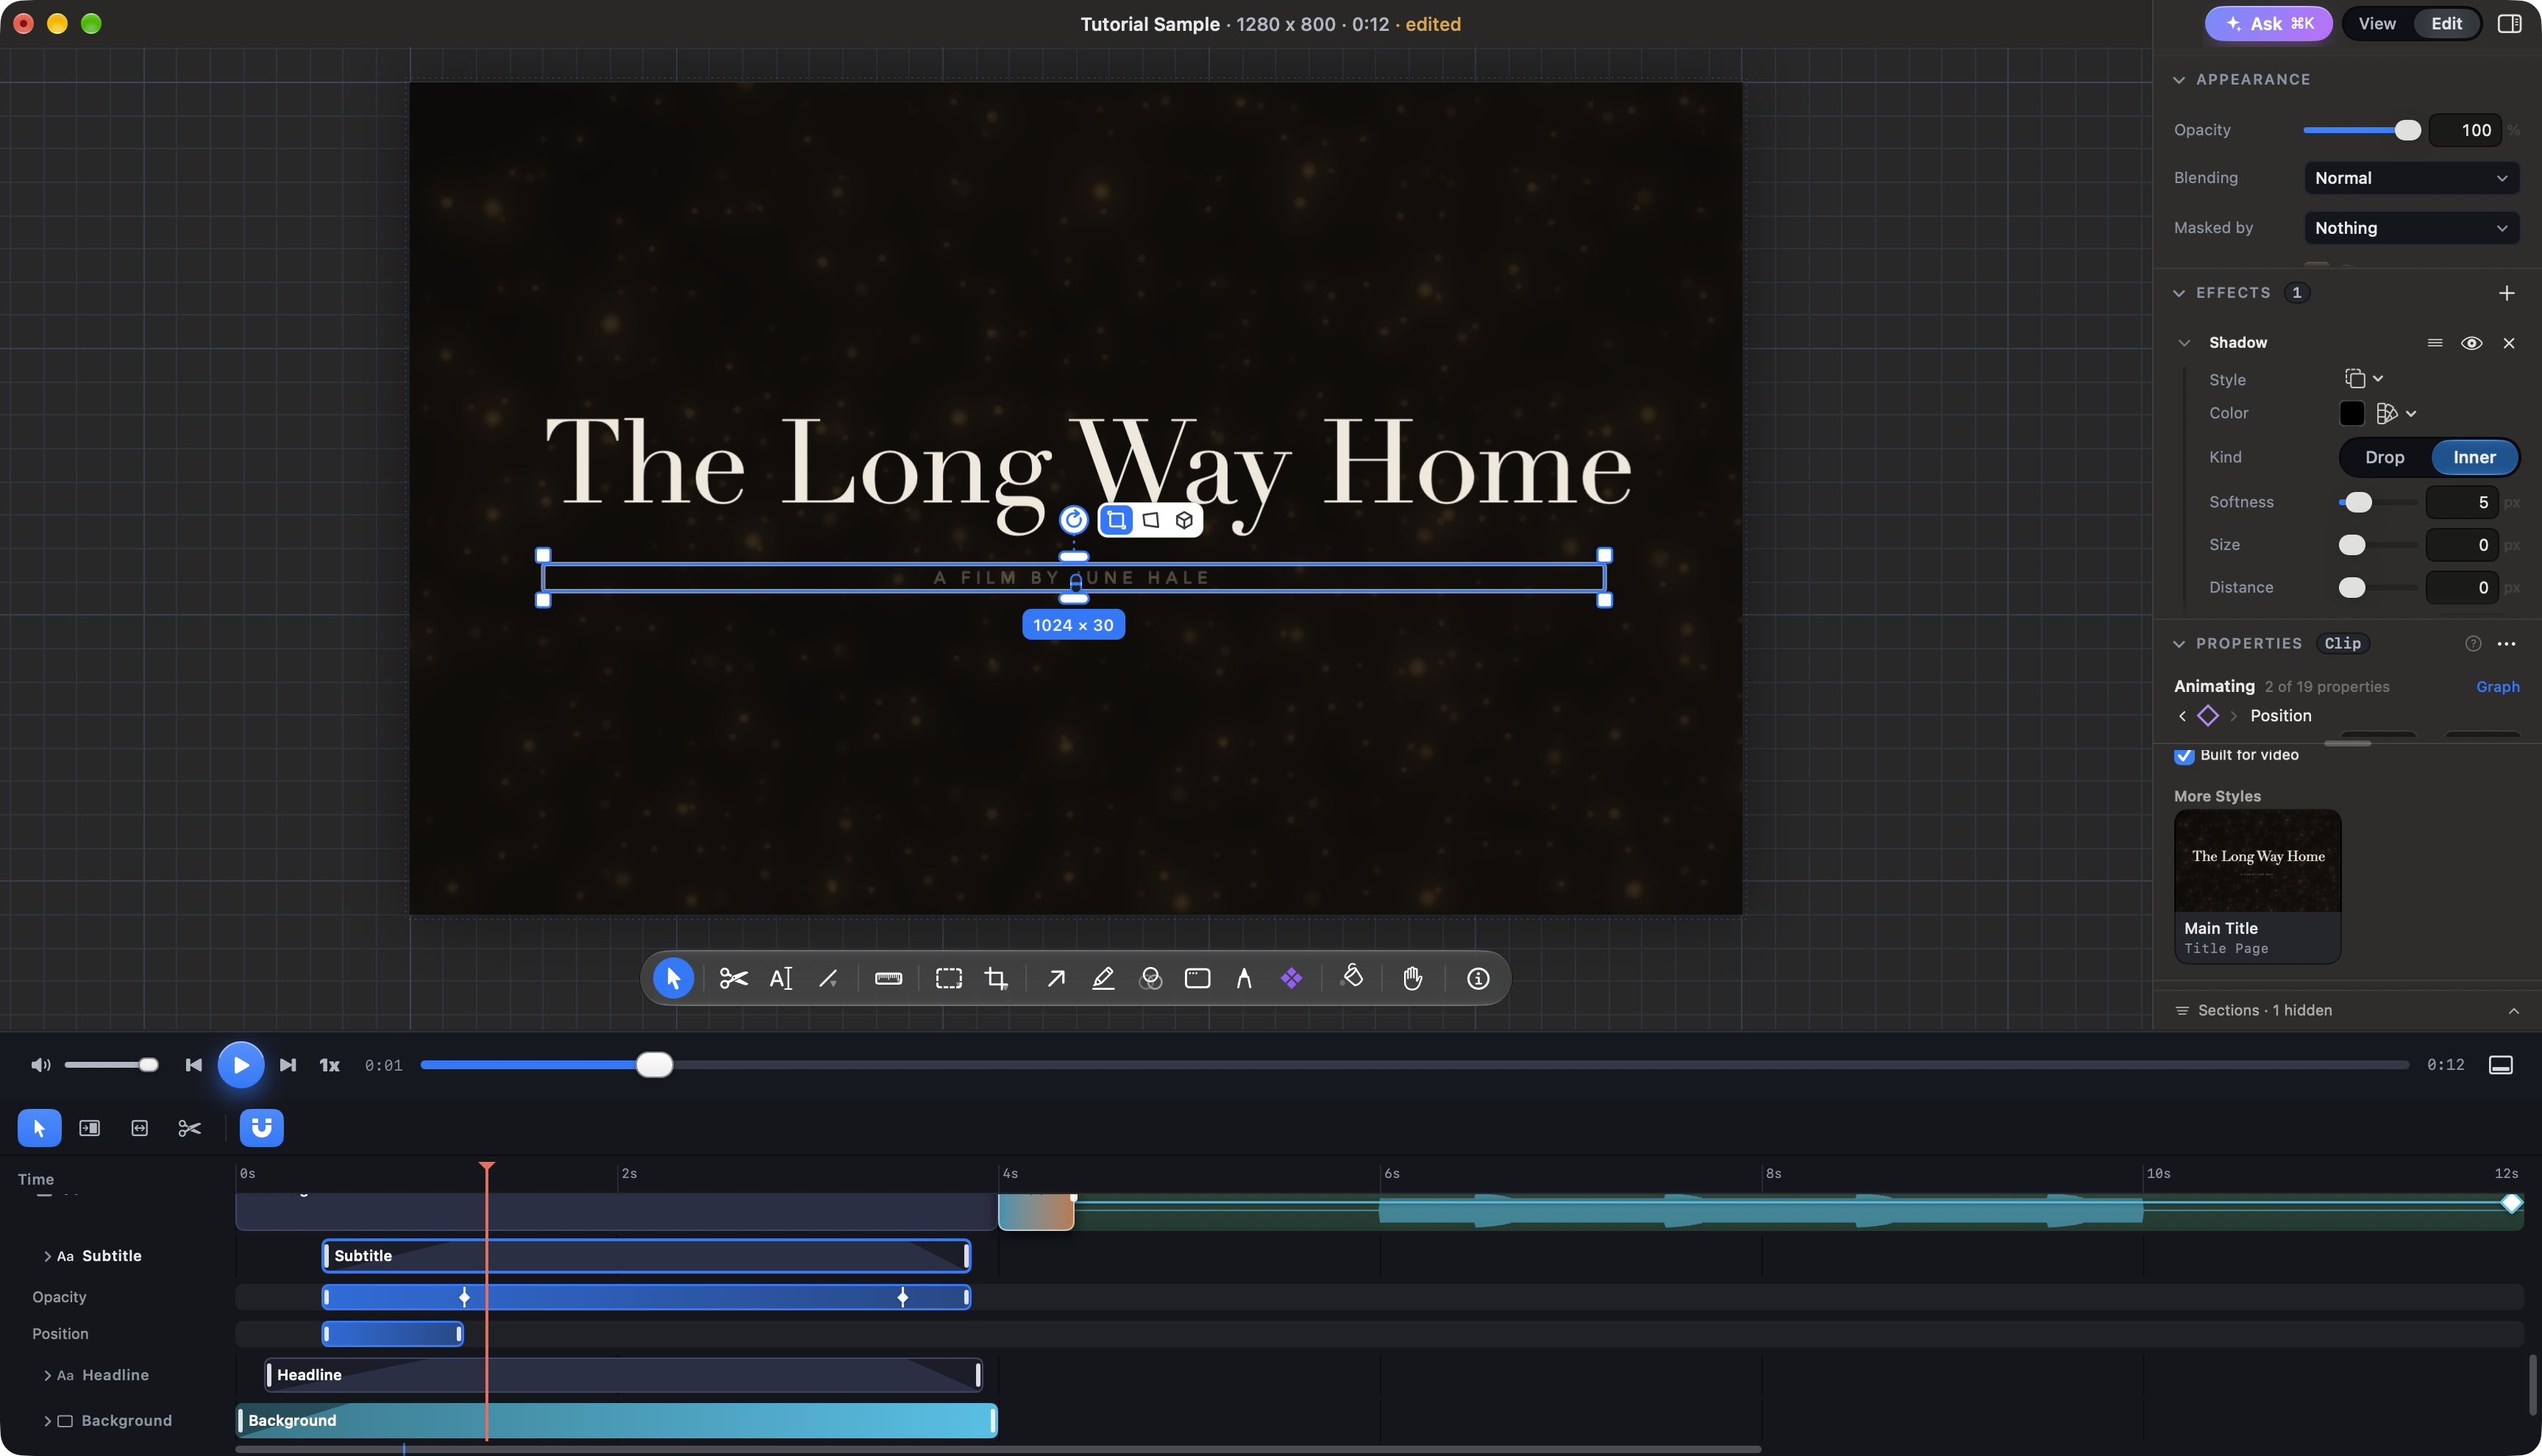 Tutorial Sample · 1280 x 800 · 0:12 · edited
Ask ⌘K
View
Edit
APPEARANCE
Opacity
100
%
Blending
Normal
Masked by
Nothing
EFFECTS
1
Shadow
Style
Color
Kind
Drop
Inner
Softness
5
px
Size
0
px
Distance
0
px
PROPERTIES
Clip
Animating 2 of 19 properties
Graph
Position
Built for video
More Styles
The Long Way Home
Main Title
Title Page
Sections · 1 hidden
The Long Way Home
A FILM BY JUNE HALE
1024 × 30
1x
0:01
0:12
Time
0s
2s
4s
6s
8s
10s
12s
Aa Subtitle
Subtitle
Opacity
Position
Aa Headline
Headline
Background
Background